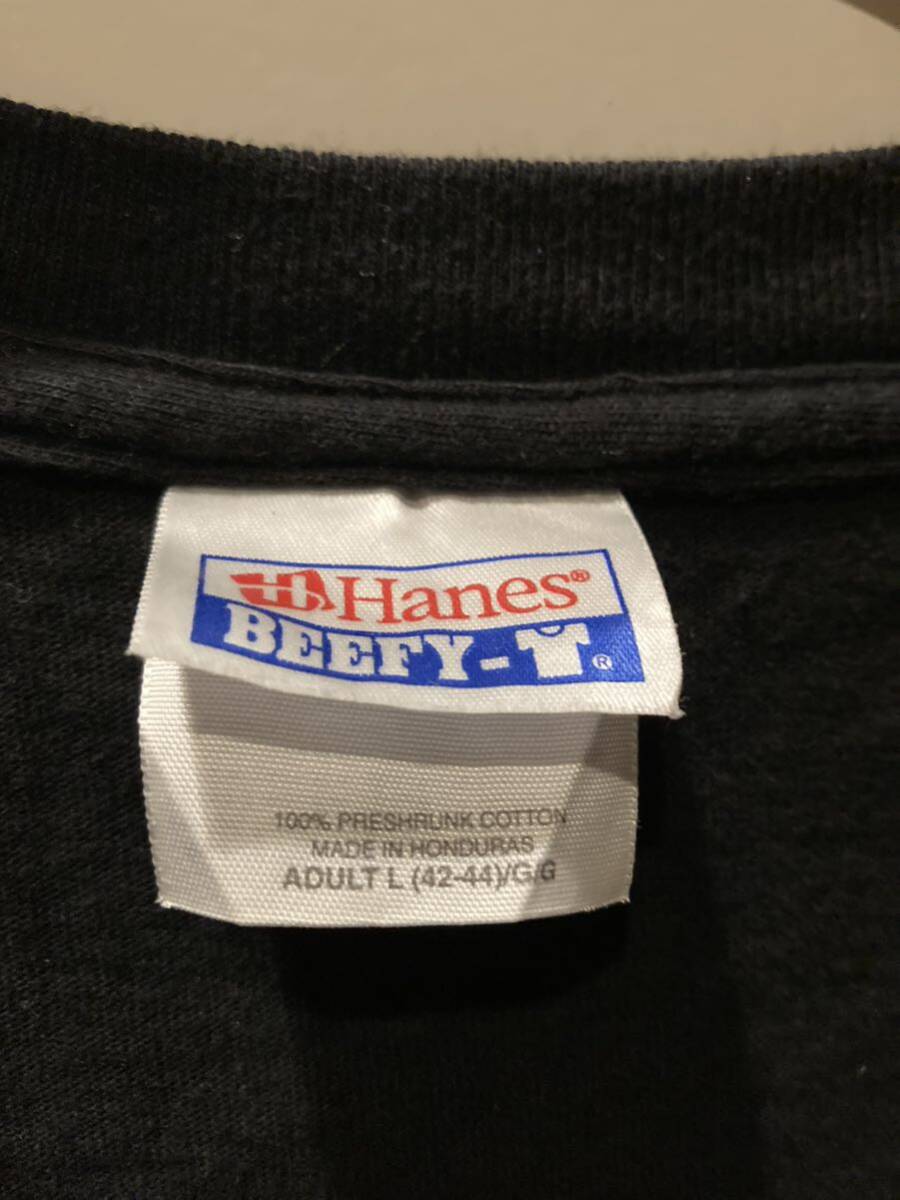 Hanes®
BEEFY-T®
100% PRESHRUNK COTTON
MADE IN HONDURAS
ADULT L (42-44)/G/G